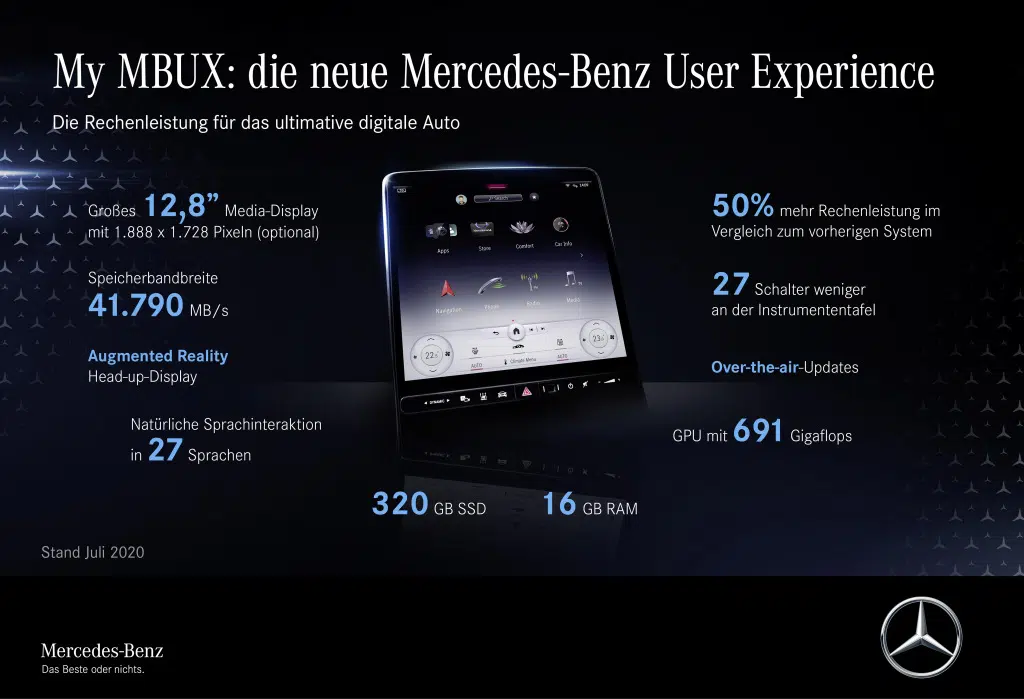 My MBUX: die neue Mercedes-Benz User Experience
Die Rechenleistung für das ultimative digitale Auto
Großes 12,8” Media-Display
mit 1.888 x 1.728 Pixeln (optional)
Speicherbandbreite
41.790 MB/s
Augmented Reality
Head-up-Display
Natürliche Sprachinteraktion
in 27 Sprachen
Search
Apps
Store
Comfort
Car Info
Navigation
Phone
Radio
Media
22
23
AUTO
Climate Menu
AUTO
DYNAMIC
50% mehr Rechenleistung im
Vergleich zum vorherigen System
27 Schalter weniger
an der Instrumententafel
Over-the-air-Updates
GPU mit 691 Gigaflops
320 GB SSD
16 GB RAM
Stand Juli 2020
Mercedes-Benz
Das Beste oder nichts.